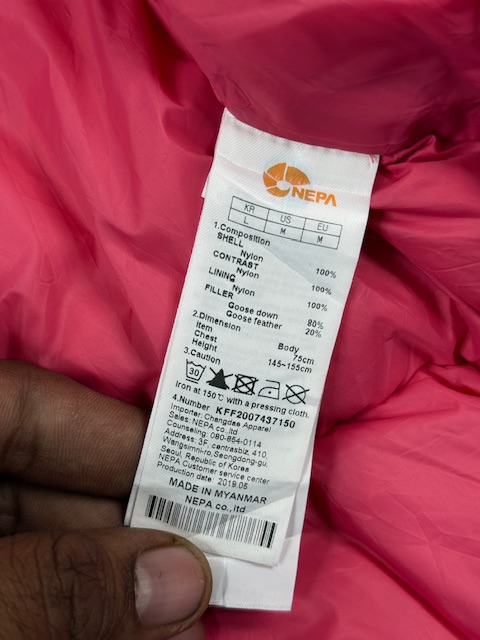 NEPA
KR US EU
L M M
1.Composition
SHELL
Nylon 100%
CONTRAST
Nylon 100%
LINING
Nylon 100%
FILLER
Goose down 80%
Goose feather 20%
2.Dimension
Item Body
Chest 75cm
Height 145~155cm
3.Caution
30
Iron at 150℃ with a pressing cloth.
4.Number KFF2007437150
Importer: Changdae Apparel
Sales: NEPA co.,ltd
Counseling: 080-854-0114
Address: 3F, centrasbiz, 410,
Wangsimni-ro, Seongdong-gu,
Seoul, Republic of Korea
NEPA Customer service center
Production date: 2019.05
MADE IN MYANMAR
NEPA co.,ltd